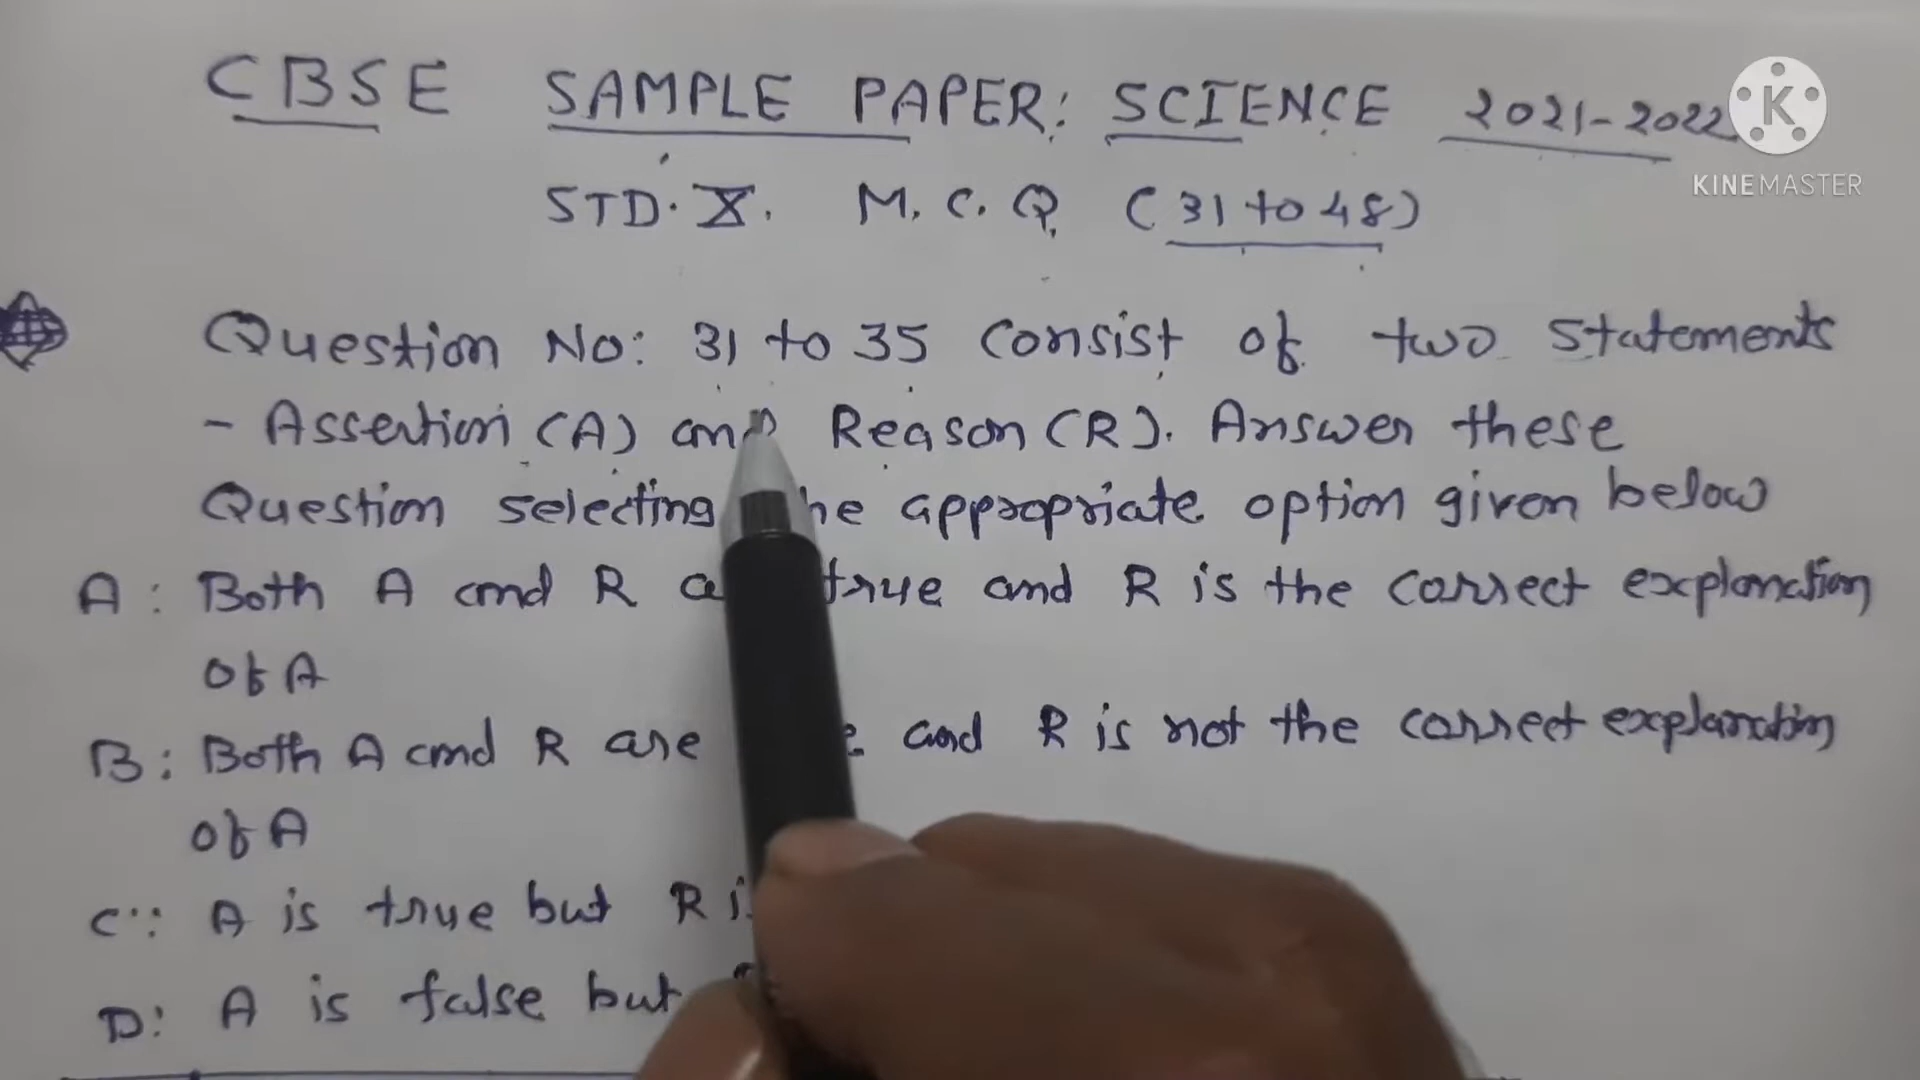 CBSE SAMPLE PAPER: SCIENCE 2021-2022
KINEMASTER
STD. X. M.C.Q. (31 to 48)
Question No: 31 to 35 consist of two statements
- Assertion (A) and Reason (R). Answer these
Question selecting the appropriate option given below
A: Both A and R true and R is the correct explanation
of A
B: Both A and R are and R is not the correct explanation
of A
C: A is true but R
D: A is false but